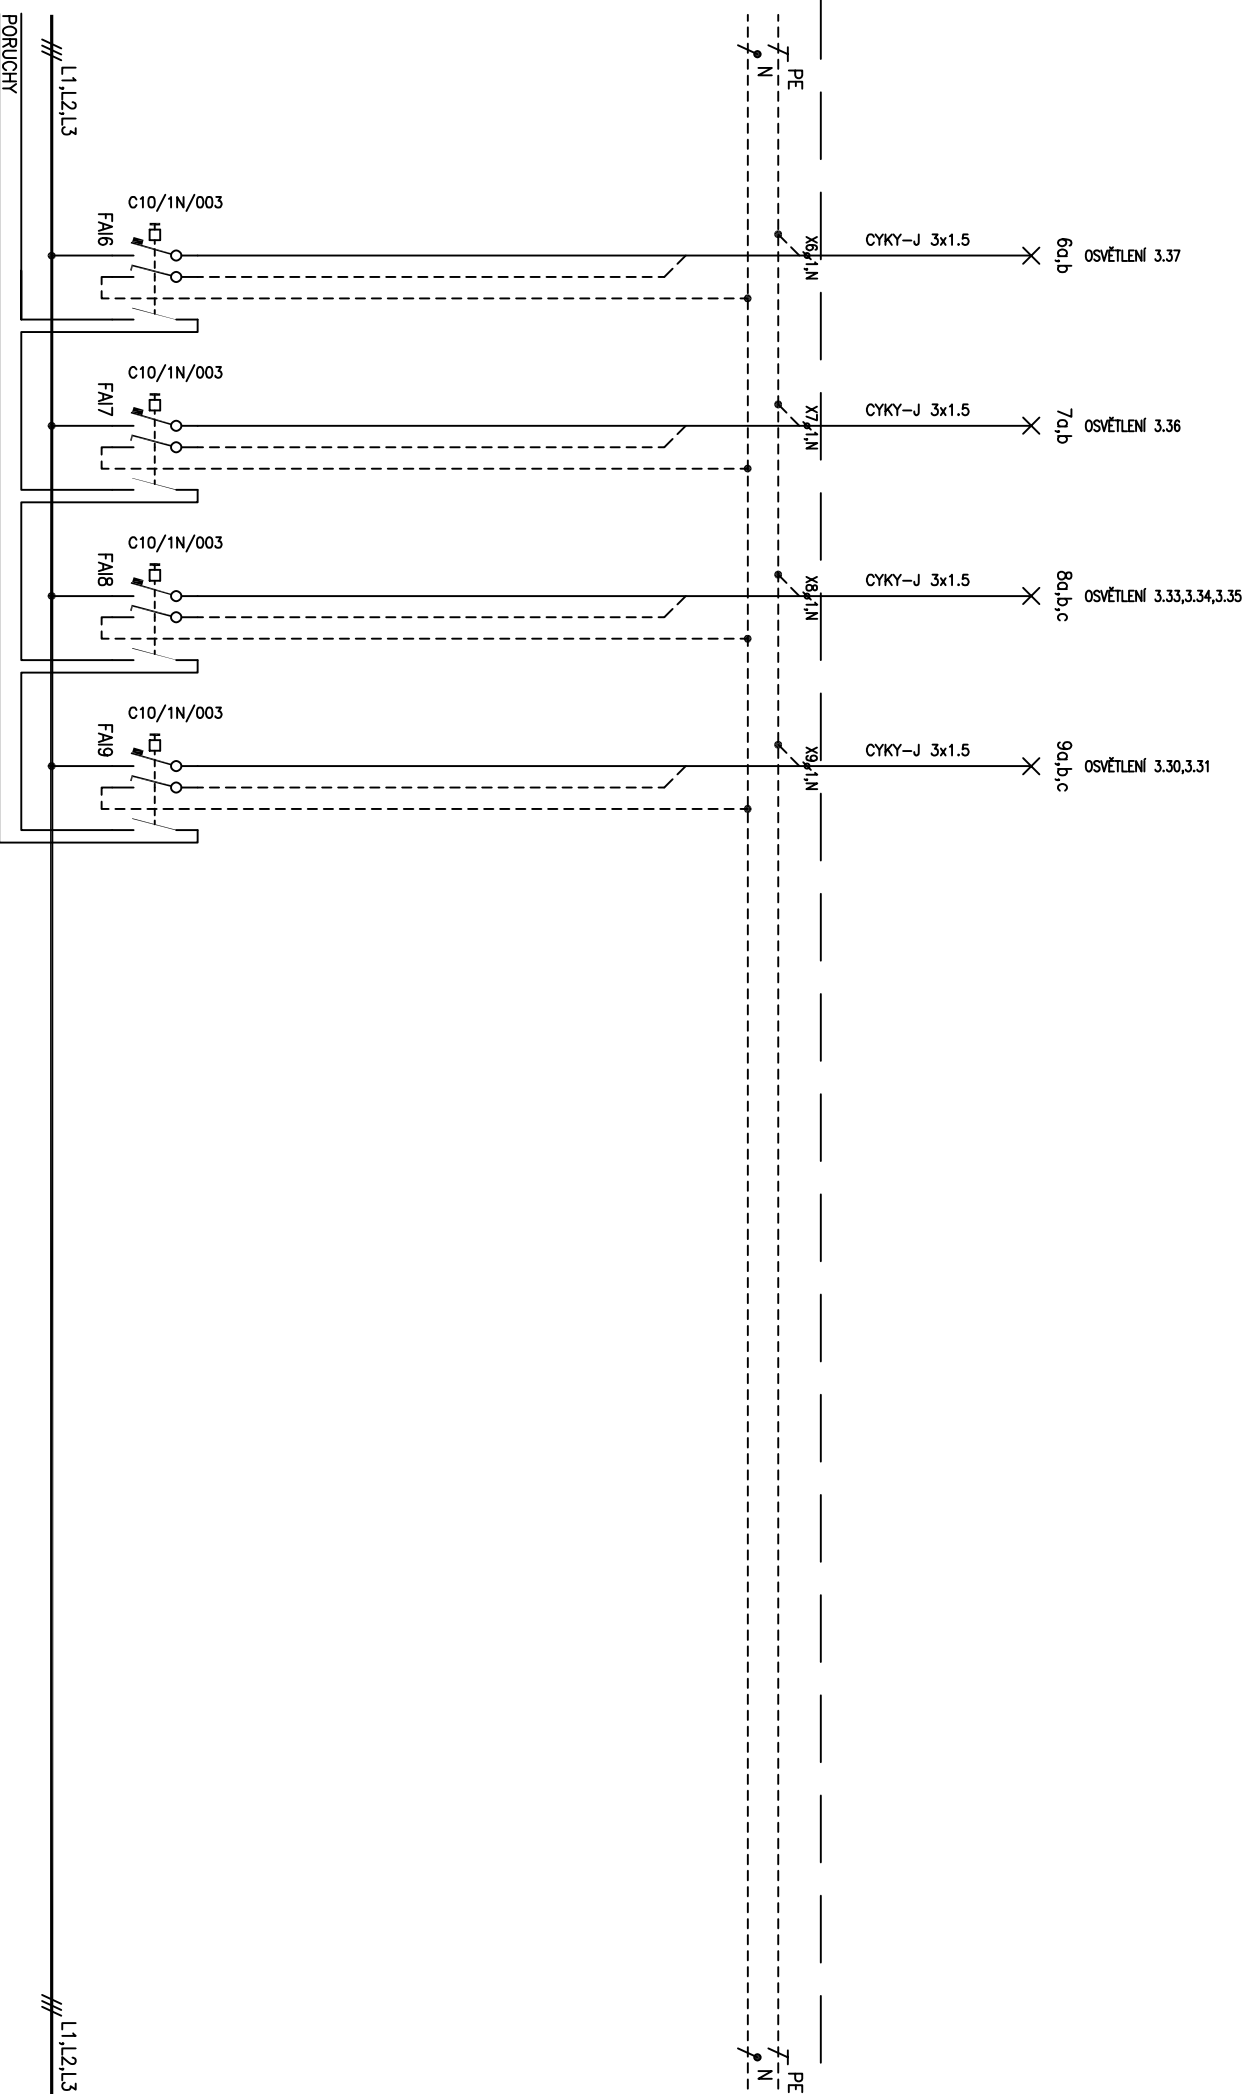 PORUCHY
L1,L2,L3
N
PE
C10/1N/003
FAI6
X6
1,N
CYKY-J 3x1.5
6a,b
OSVĚTLENÍ 3.37
C10/1N/003
FAI7
X7
1,N
CYKY-J 3x1.5
7a,b
OSVĚTLENÍ 3.36
C10/1N/003
FAI8
X8
1,N
CYKY-J 3x1.5
8a,b,c
OSVĚTLENÍ 3.33,3.34,3.35
C10/1N/003
FAI9
X9
1,N
CYKY-J 3x1.5
9a,b,c
OSVĚTLENÍ 3.30,3.31
L1,L2,L3
N
PE